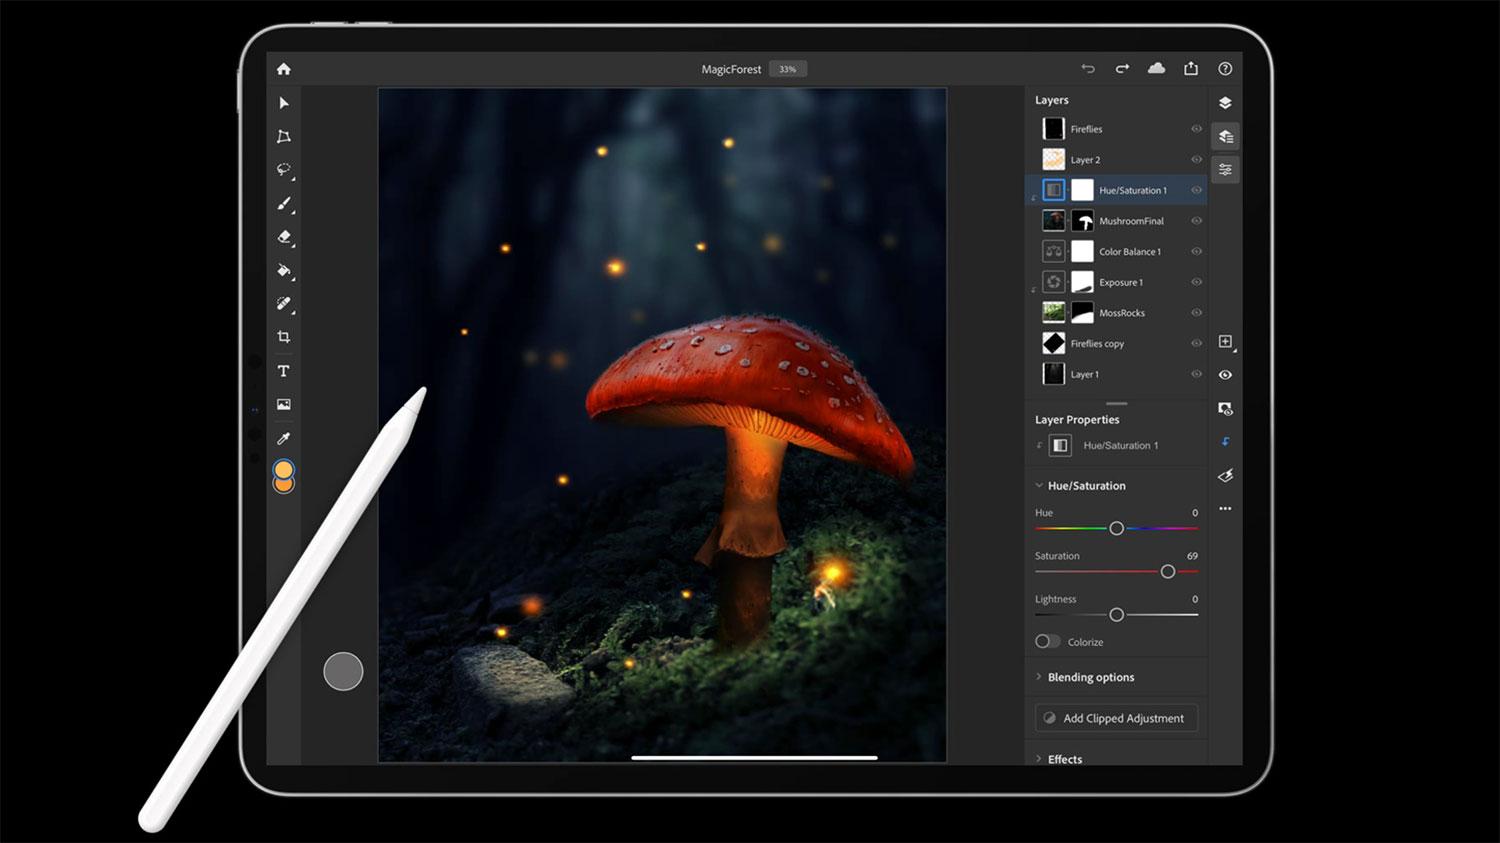 MagicForest 33%
Layers
Fireflies
Layer 2
Hue/Saturation 1
MushroomFinal
Color Balance 1
Exposure 1
MossRocks
Fireflies copy
Layer 1
Layer Properties
Hue/Saturation 1
Hue/Saturation
Hue 0
Saturation 69
Lightness 0
Colorize
Blending options
Add Clipped Adjustment
Effects
T